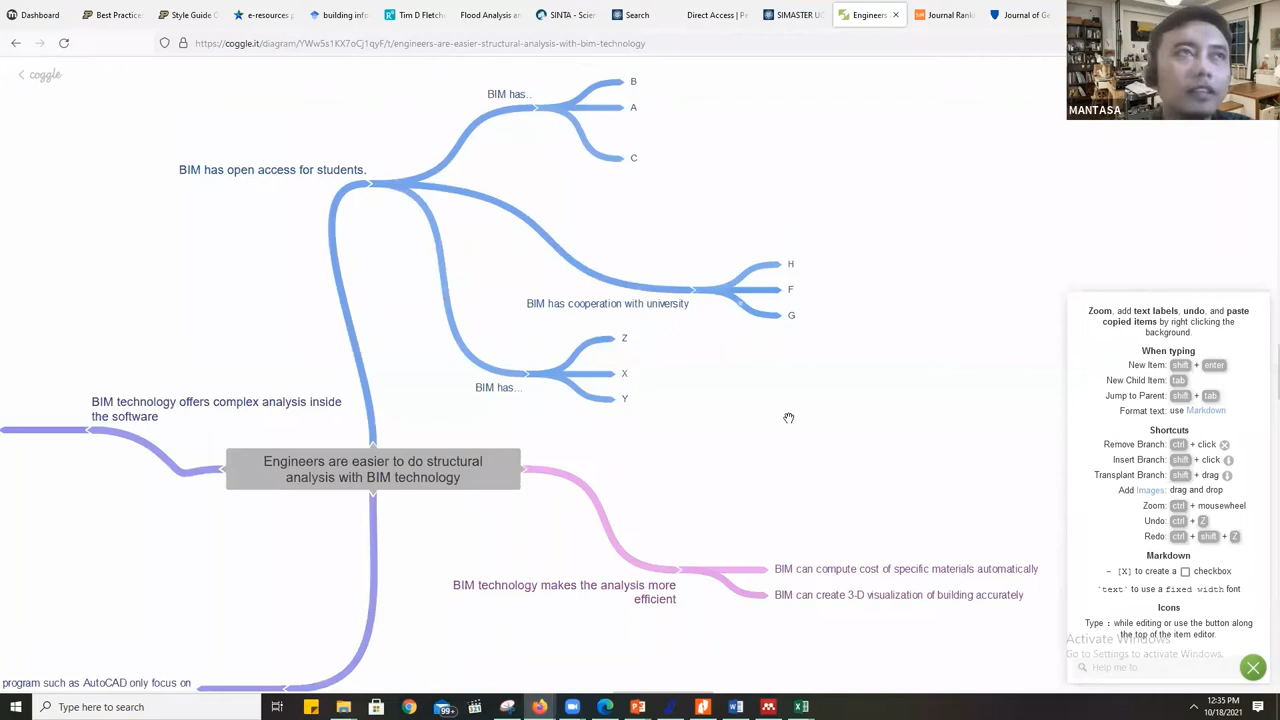 Dashboard
Best Practic
Style Guide C
e-resources
building info
Tim D Fletch
Flood Analysis
SINTA - Scien
Search
Direct Access | Pe
SIMASTER UG
Engineers
Journal Rank
Journal of Ge
https://coggle.it/diagram/
/engineers-are-easier-structural-analysis-with-bim-technology
coggle
MANTASA
BIM has..
B
A
C
BIM has open access for students.
H
F
G
BIM has cooperation with university
Z
X
Y
BIM has...
BIM technology offers complex analysis inside
the software
Engineers are easier to do structural
analysis with BIM technology
BIM technology makes the analysis more
efficient
BIM can compute cost of specific materials automatically
BIM can create 3-D visualization of building accurately
program such as AutoCAD only focus on
Zoom, add text labels, undo, and paste
copied items by right clicking the
background.
When typing
New Item: shift + enter
New Child Item: tab
Jump to Parent: shift + tab
Format text: use Markdown
Shortcuts
Remove Branch: ctrl + click
Insert Branch: shift + click
Transplant Branch: shift + drag
Add Images: drag and drop
Zoom: ctrl + mousewheel
Undo: ctrl + Z
Redo: ctrl + shift + Z
Markdown
- [X] to create a checkbox
`text` to use a fixed width font
Icons
Type : while editing or use the button along
the top of the item editor.
Activate Windows
Go to Settings to activate Windows.
Help me to
Type here to search
99+
12:35 PM
10/18/2021